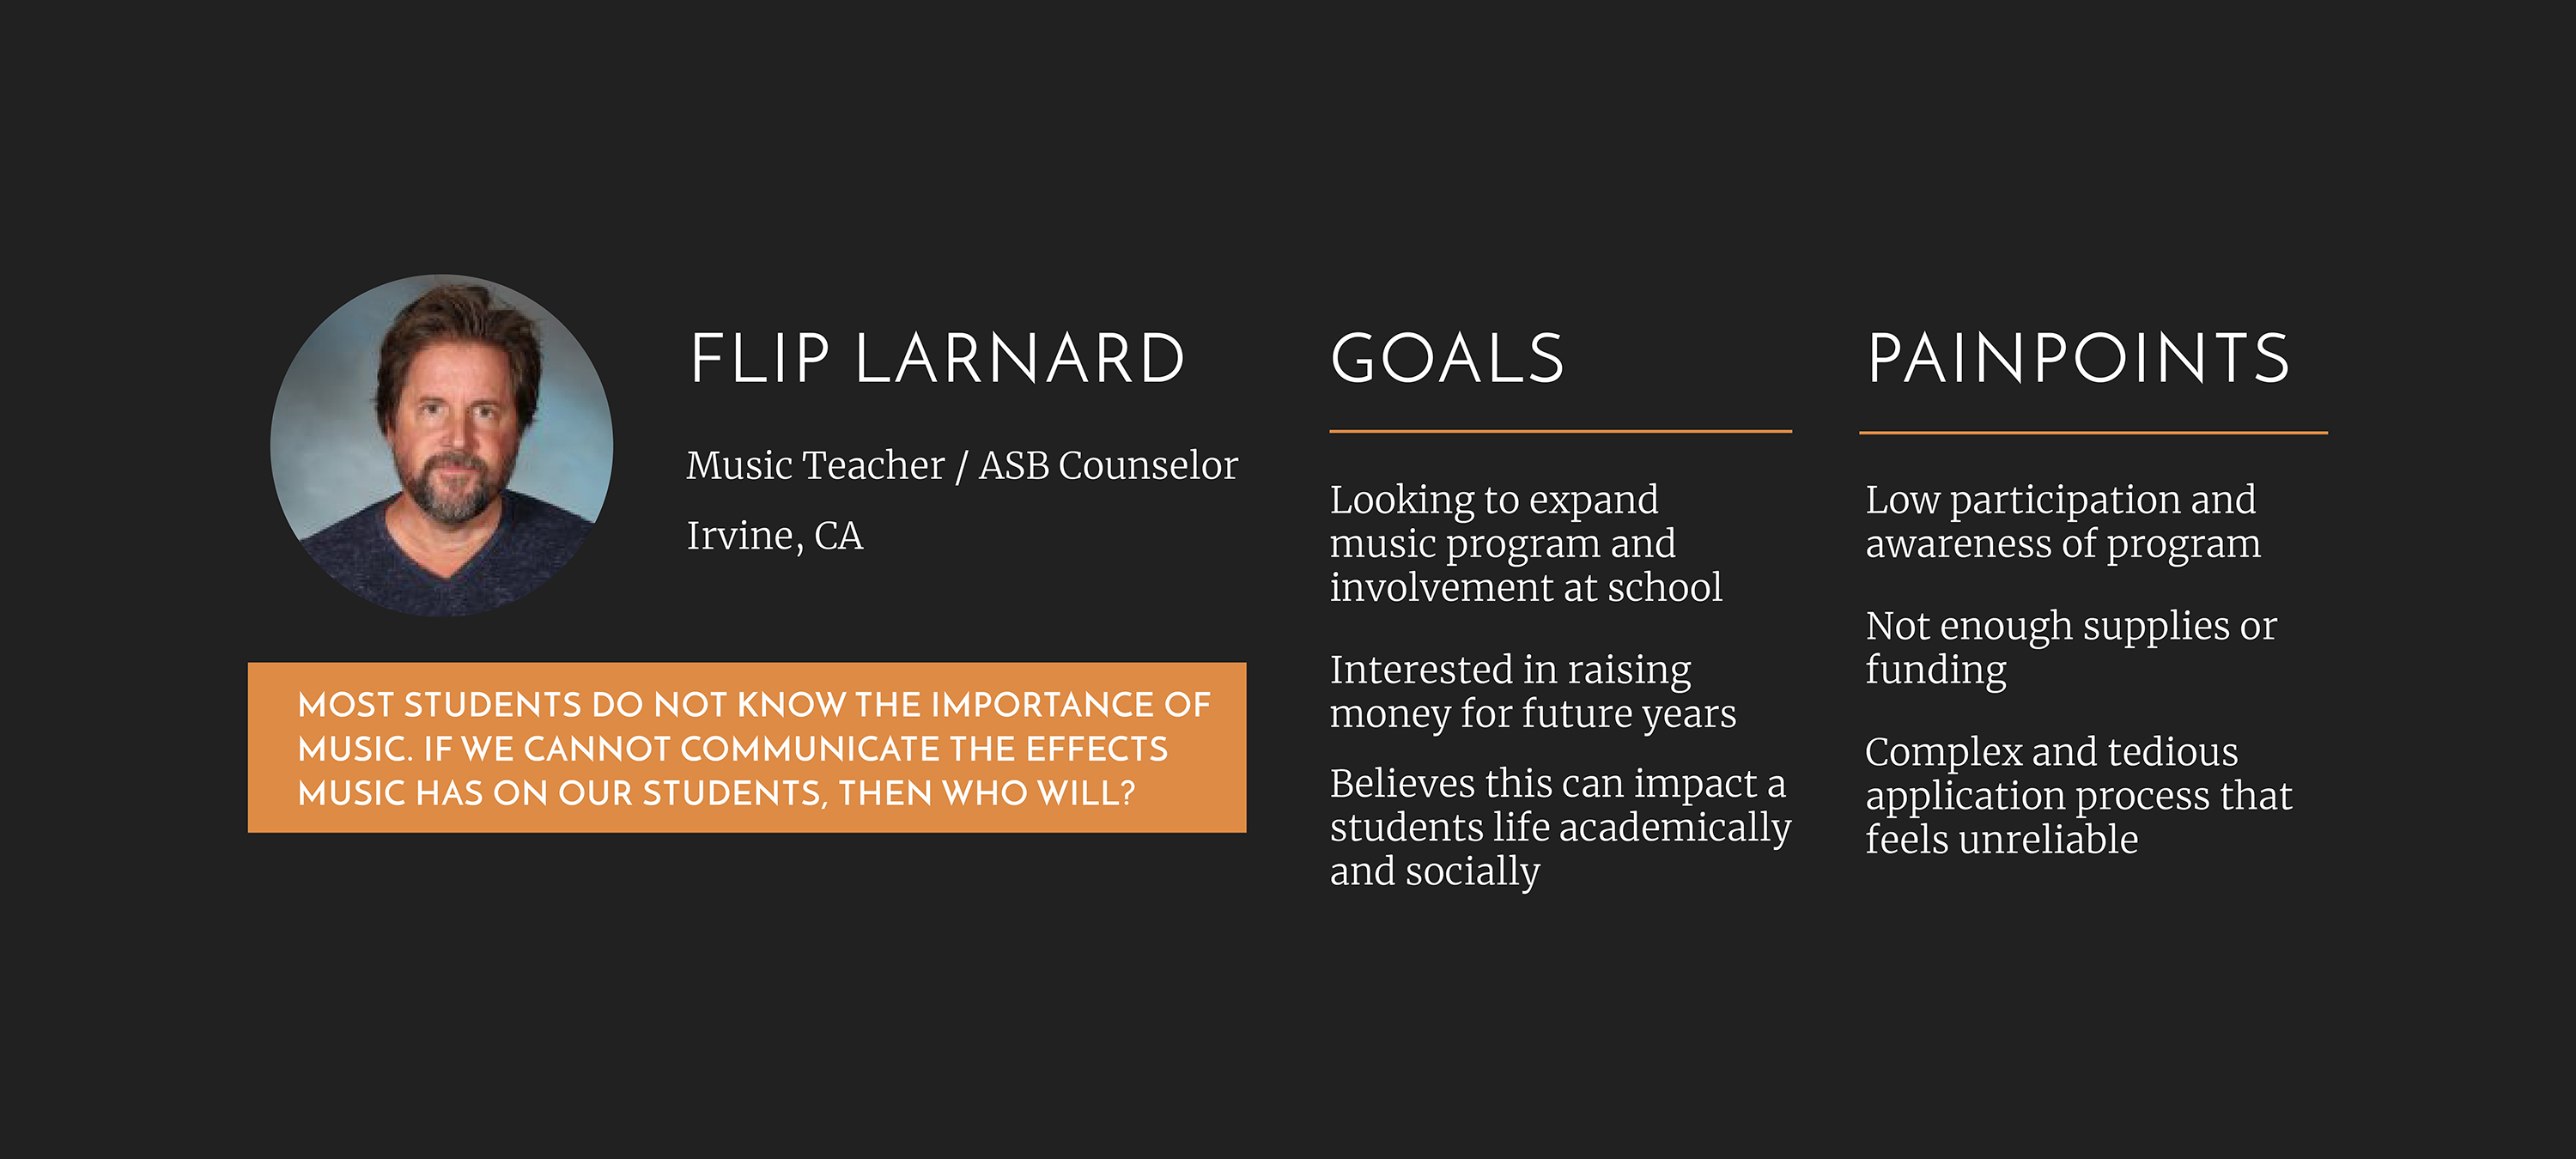 FLIP LARNARD
Music Teacher / ASB Counselor
Irvine, CA
MOST STUDENTS DO NOT KNOW THE IMPORTANCE OF
MUSIC. IF WE CANNOT COMMUNICATE THE EFFECTS
MUSIC HAS ON OUR STUDENTS, THEN WHO WILL?
GOALS
Looking to expand
music program and
involvement at school
Interested in raising
money for future years
Believes this can impact a
students life academically
and socially
PAINPOINTS
Low participation and
awareness of program
Not enough supplies or
funding
Complex and tedious
application process that
feels unreliable